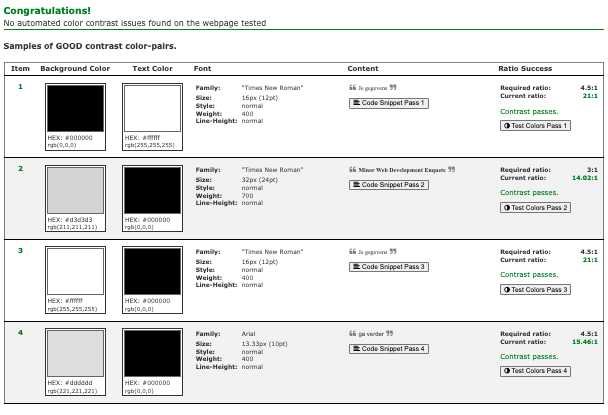 Congratulations!
No automated color contrast issues found on the webpage tested
Samples of GOOD contrast color-pairs.
Item Background Color Text Color Font Content Ratio Success
1
HEX: #000000
rgb(0,0,0)
HEX: #ffffff
rgb(255,255,255)
Family: "Times New Roman"
Size: 16px (12pt)
Style: normal
Weight: 400
Line-Height: normal
❝ Je gegevens ❞
Code Snippet Pass 1
Required ratio: 4.5:1
Current ratio: 21:1
Contrast passes.
Test Colors Pass 1
2
HEX: #d3d3d3
rgb(211,211,211)
HEX: #000000
rgb(0,0,0)
Family: "Times New Roman"
Size: 32px (24pt)
Style: normal
Weight: 700
Line-Height: normal
❝ Minor Web Development Enquete ❞
Code Snippet Pass 2
Required ratio: 3:1
Current ratio: 14.02:1
Contrast passes.
Test Colors Pass 2
3
HEX: #ffffff
rgb(255,255,255)
HEX: #000000
rgb(0,0,0)
Family: "Times New Roman"
Size: 16px (12pt)
Style: normal
Weight: 400
Line-Height: normal
❝ Je gegevens ❞
Code Snippet Pass 3
Required ratio: 4.5:1
Current ratio: 21:1
Contrast passes.
Test Colors Pass 3
4
HEX: #dddddd
rgb(221,221,221)
HEX: #000000
rgb(0,0,0)
Family: Arial
Size: 13.33px (10pt)
Style: normal
Weight: 400
Line-Height: normal
❝ ga verder ❞
Code Snippet Pass 4
Required ratio: 4.5:1
Current ratio: 15.46:1
Contrast passes.
Test Colors Pass 4